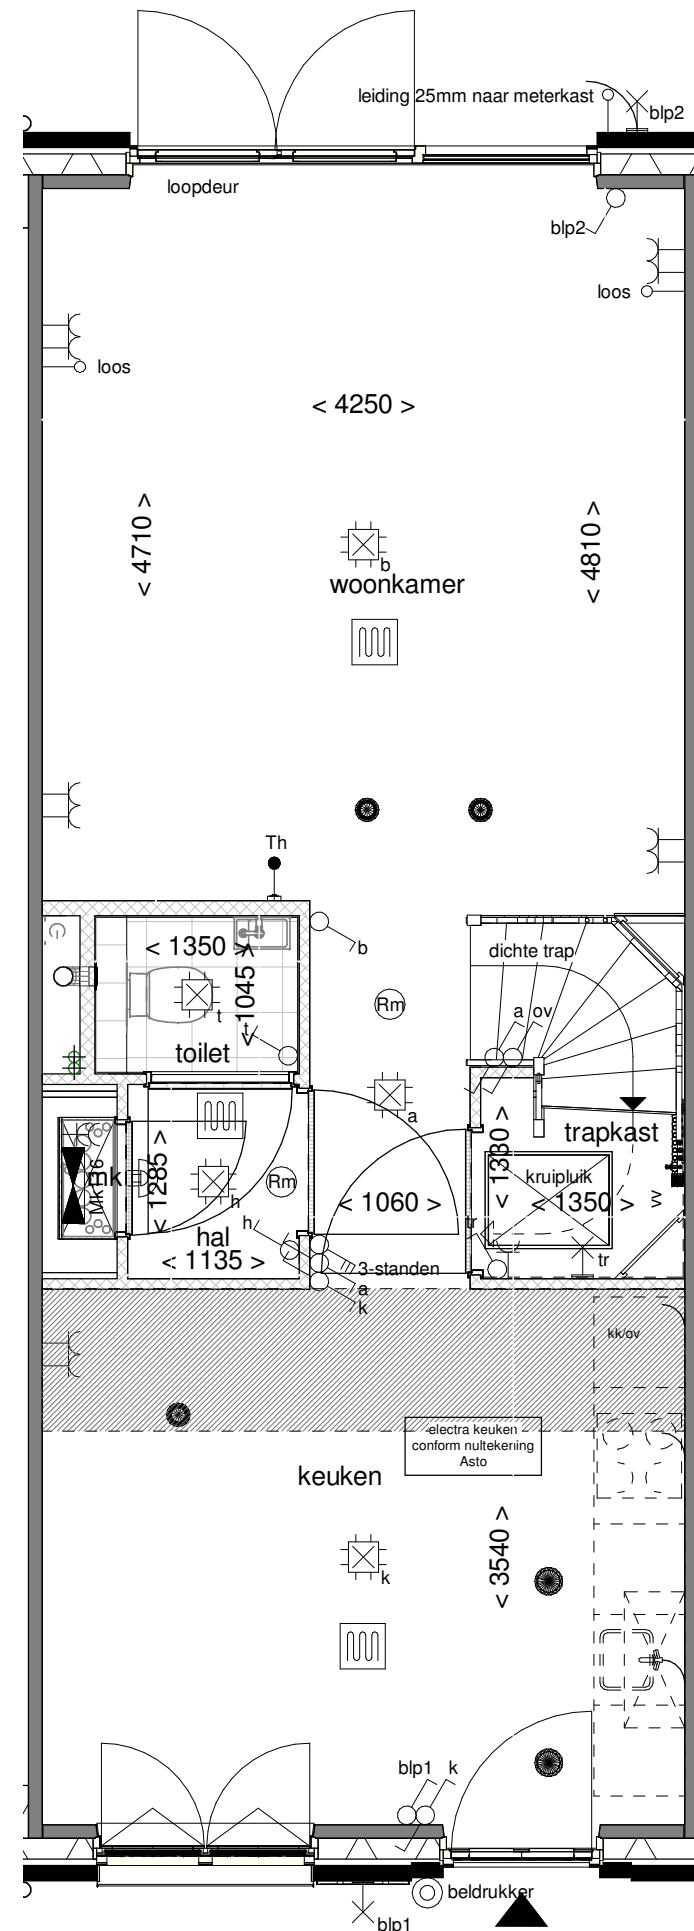 leiding 25mm naar meterkast
blp2
loopdeur
blp2
loos
loos
< 4250 >
< 4710 >
< 4810 >
b
woonkamer
Th
b
dichte trap
< 1350 >
< 1045 >
t
t
toilet
Rm
a
a ov
trapkast
mk
< 1285 >
h
Rm
h
hal
< 1135 >
< 1060 >
< 1330 >
kruipluik
< 1350 >
vv
tr
tr
3-standen
a
k
kk/ov
electra keuken
conform nultekening
Asto
keuken
< 3540 >
k
blp1 k
beldrukker
blp1